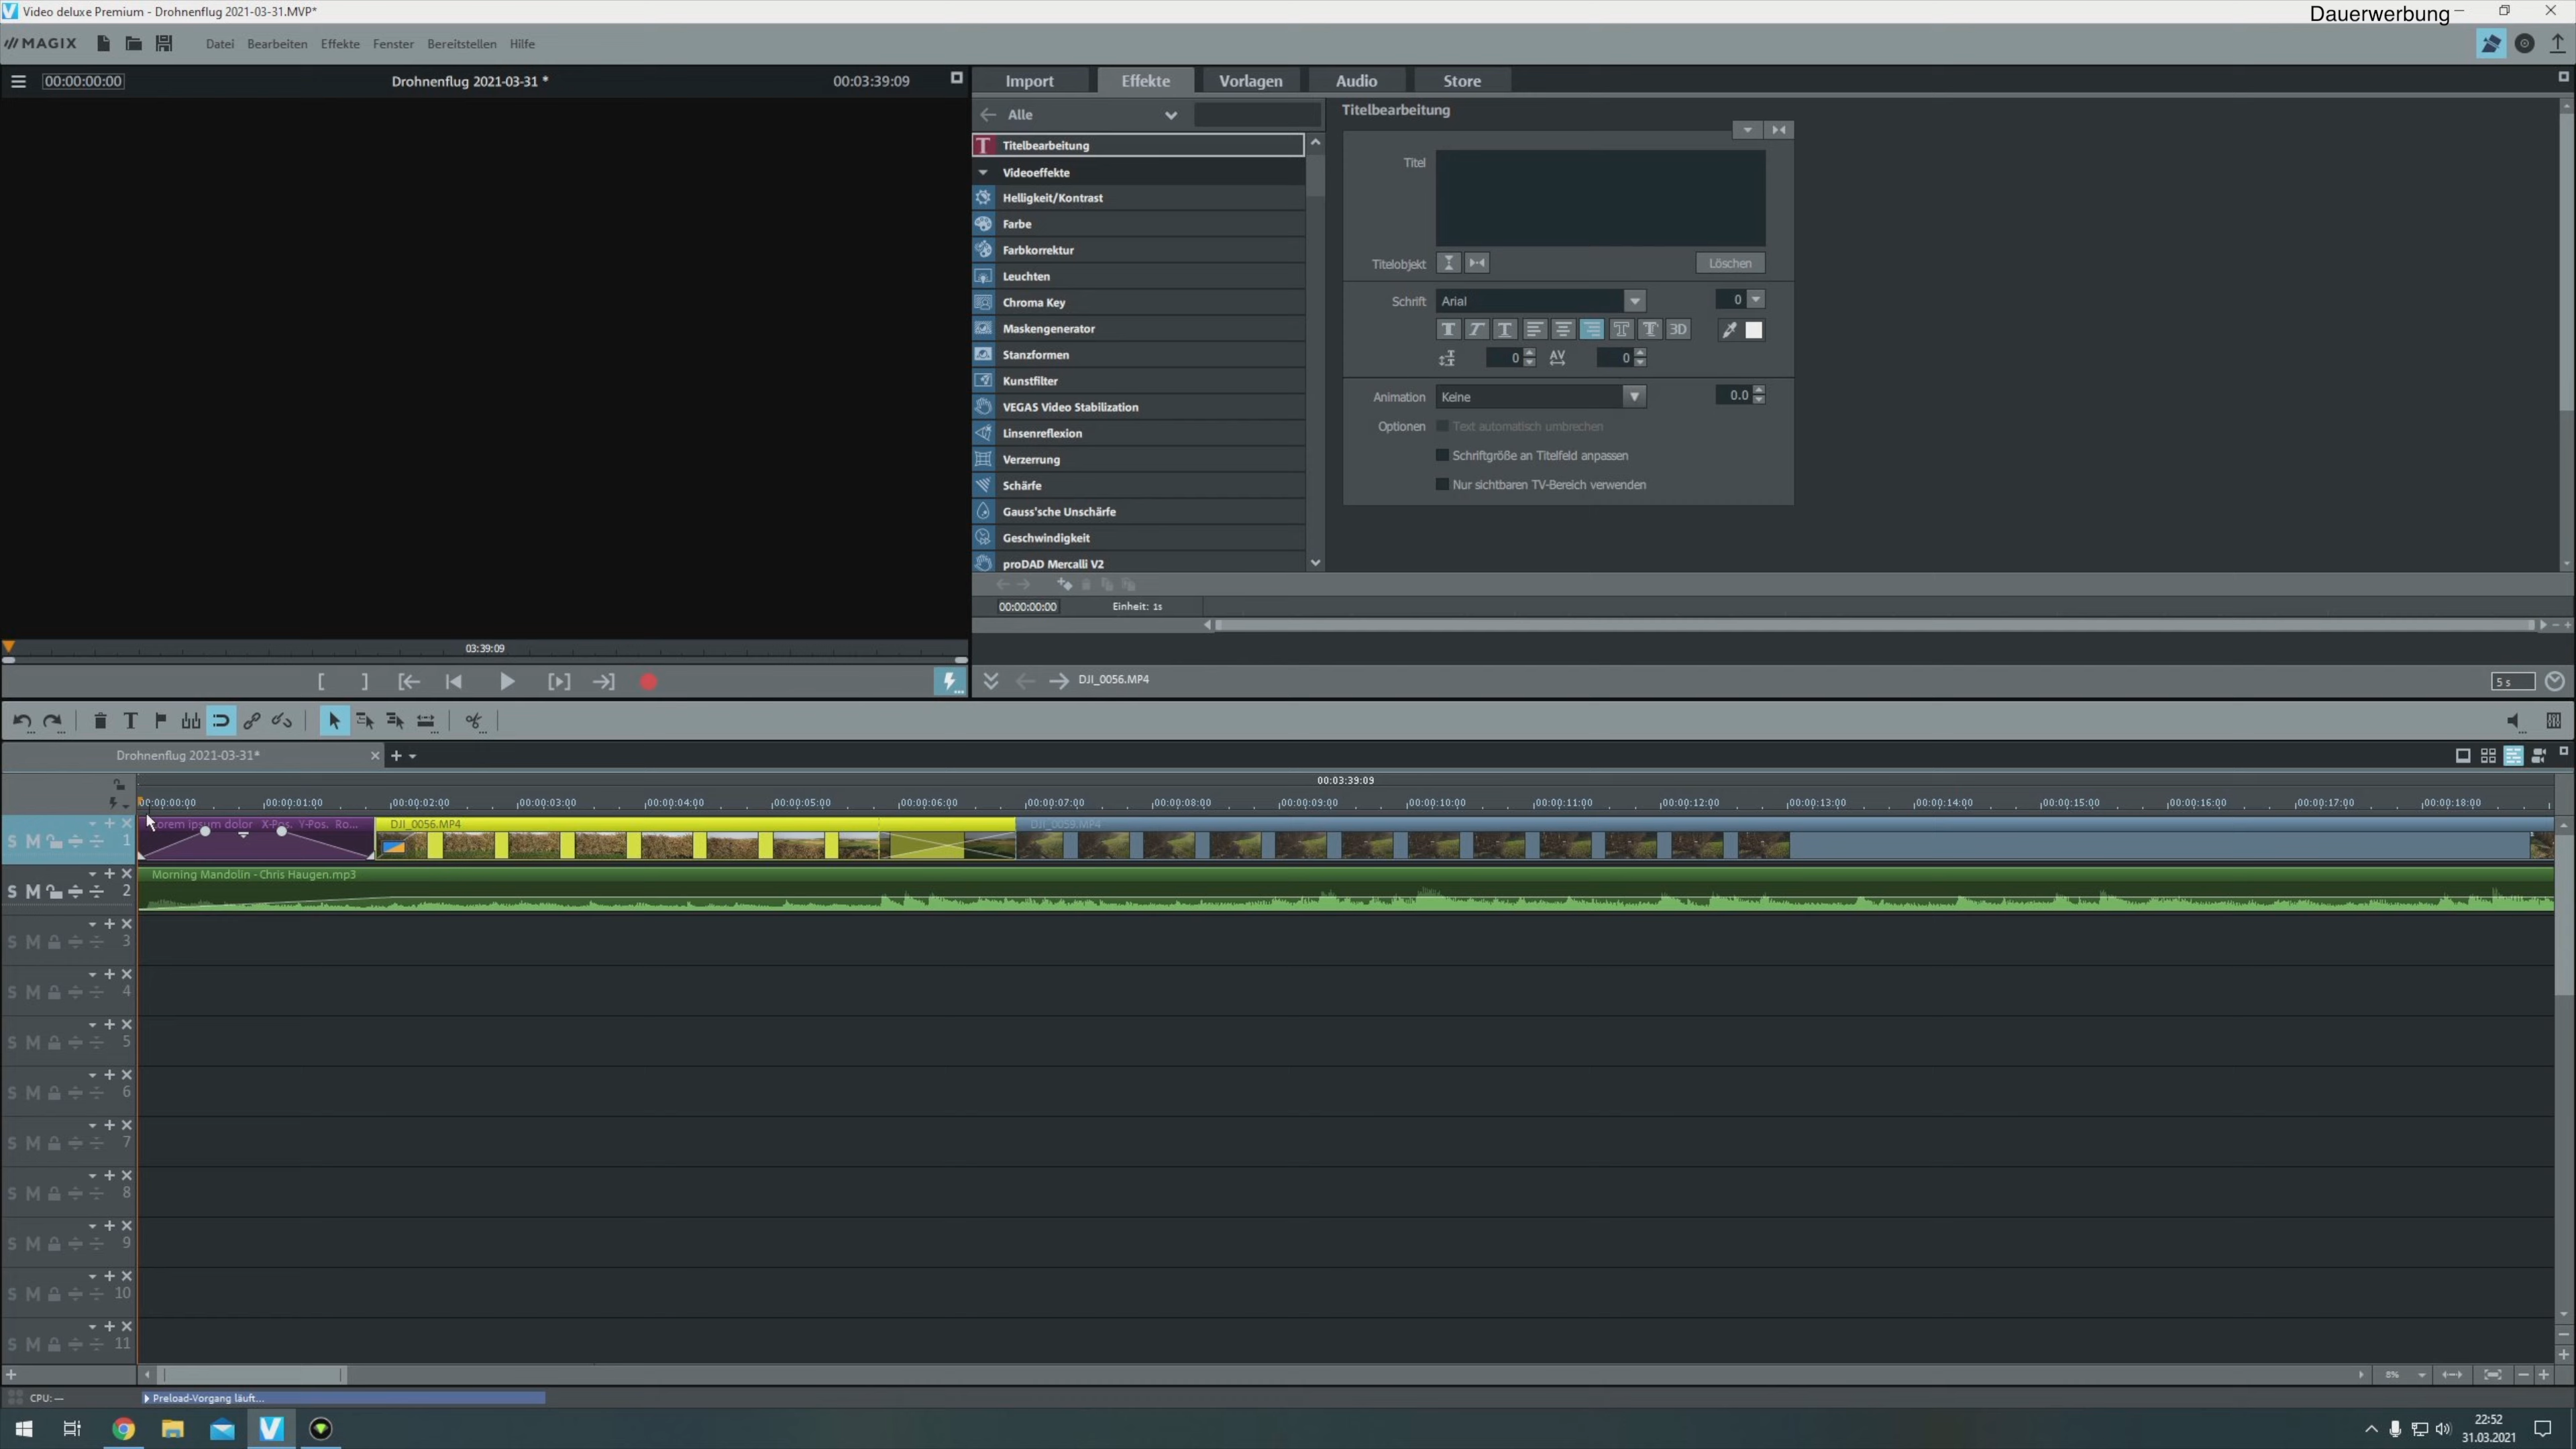 Video deluxe Premium - Drohnenflug 2021-03-31.MVP*
Dauerwerbung
MAGIX Datei Bearbeiten Effekte Fenster Bereitstellen Hilfe
00:00:00:00 Drohnenflug 2021-03-31 * 00:03:39:09
Import Effekte Vorlagen Audio Store
Alle
Titelbearbeitung
Videoeffekte
Helligkeit/Kontrast
Farbe
Farbkorrektur
Leuchten
Chroma Key
Maskengenerator
Stanzformen
Kunstfilter
VEGAS Video Stabilization
Linsenreflexion
Verzerrung
Schärfe
Gauss'sche Unschärfe
Geschwindigkeit
proDAD Mercalli V2
Titelbearbeitung
Titel
Titelobjekt Löschen
Schrift Arial 0
3D
0 AV 0
Animation Keine 0.0
Optionen Text automatisch umbrechen
Schriftgröße an Titelfeld anpassen
Nur sichtbaren TV-Bereich verwenden
00:00:00:00 Einheit: 1s
03:39:09
DJI_0056.MP4 5 s
Drohnenflug 2021-03-31*
00:03:39:09
00:00:00:00 00:00:01:00 00:00:02:00 00:00:03:00 00:00:04:00 00:00:05:00 00:00:06:00 00:00:07:00 00:00:08:00 00:00:09:00 00:00:10:00 00:00:11:00 00:00:12:00 00:00:13:00 00:00:14:00 00:00:15:00 00:00:16:00 00:00:17:00 00:00:18:00
orem ipsum dolor X-Pos. Y-Pos. Ro... DJI_0056.MP4 DJI_0059.MP4
S M 1
Morning Mandolin - Chris Haugen.mp3
S M 2
S M 3
S M 4
S M 5
S M 6
S M 7
S M 8
S M 9
S M 10
S M 11
8%
CPU: — Preload-Vorgang läuft...
22:52
31.03.2021